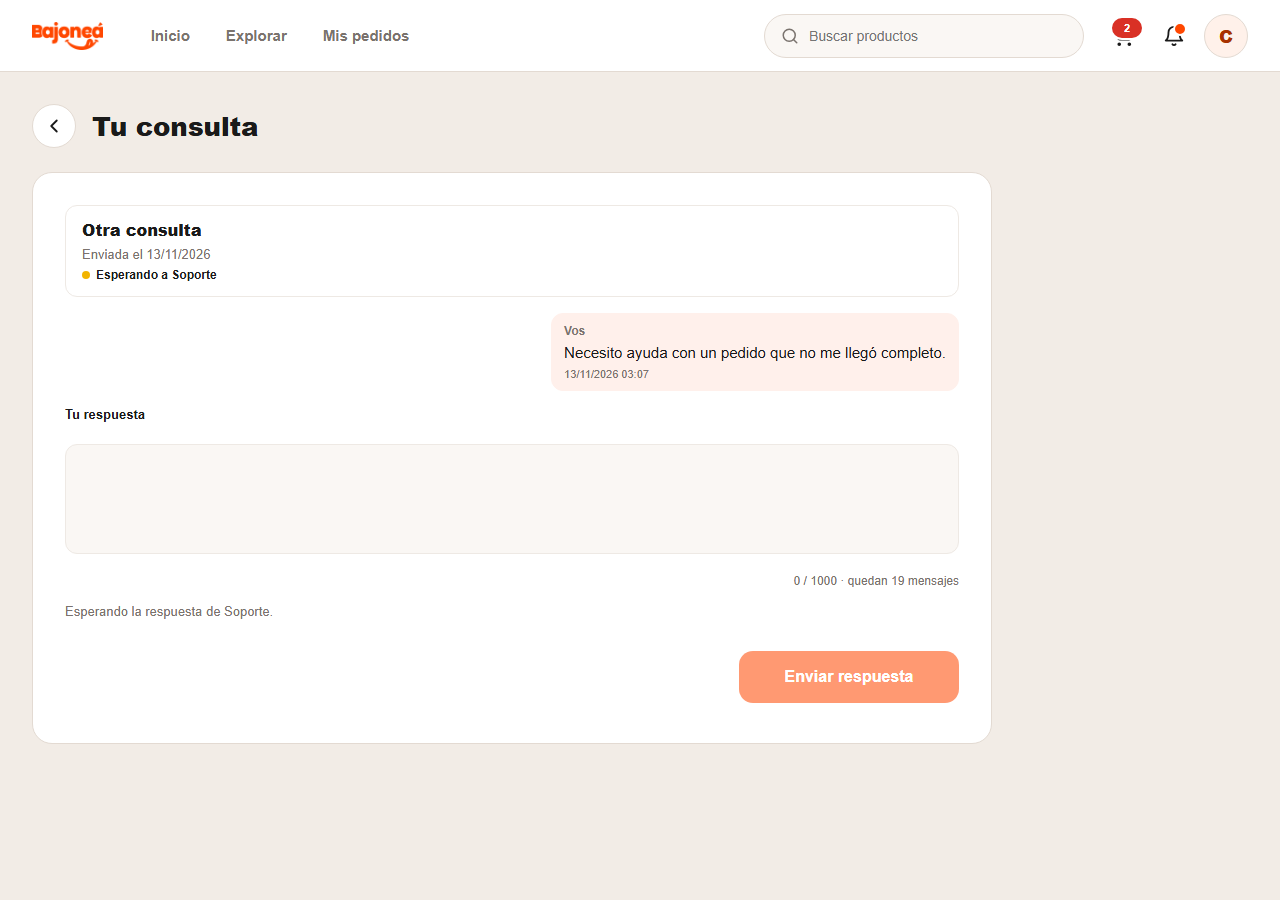 Bajoneá
Inicio
Explorar
Mis pedidos
Buscar productos
2
C
Tu consulta
Otra consulta
Enviada el 13/11/2026
Esperando a Soporte
Vos
Necesito ayuda con un pedido que no me llegó completo.
13/11/2026 03:07
Tu respuesta
0 / 1000 · quedan 19 mensajes
Esperando la respuesta de Soporte.
Enviar respuesta